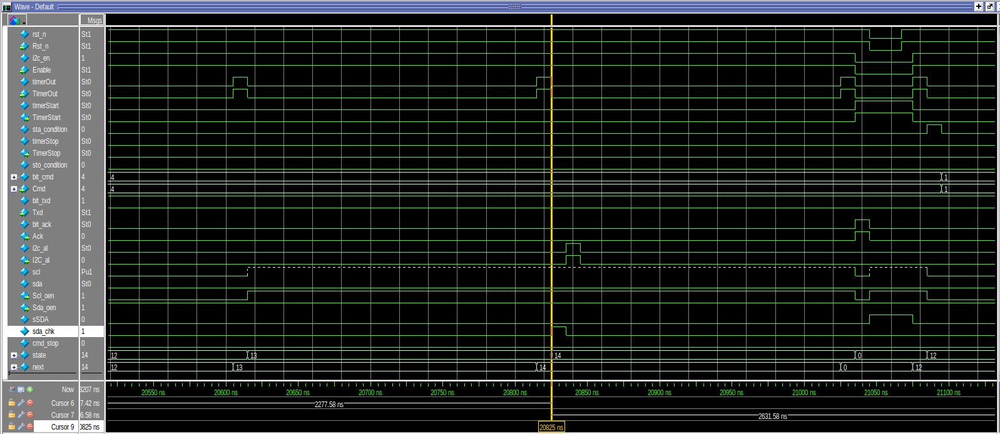 Wave - Default
Msgs
rst_n St1
Rst_n St1
i2c_en 1
Enable St1
timerOut St0
TimerOut St0
timerStart St0
TimerStart St0
sta_condition 0
timerStop St0
TimerStop St0
sto_condition 0
bit_cmd 4 4 1
Cmd 4 4 1
bit_txd 1
Txd St1
bit_ack St0
Ack 0
i2c_al St0
I2C_al 0
scl Pu1
sda St0
Scl_oen 1
Sda_oen 1
sSDA 0
sda_chk 1
cmd_stop 0
state 14 12 13 14 0 12
next 14 12 13 14 0 12
Now 3207 ns 20550 ns 20600 ns 20650 ns 20700 ns 20750 ns 20800 ns 20850 ns 20900 ns 20950 ns 21000 ns 21050 ns 21100 ns
Cursor 6 7.42 ns 2277.58 ns
Cursor 7 6.58 ns 2631.58 ns
Cursor 9 0825 ns 20825 ns